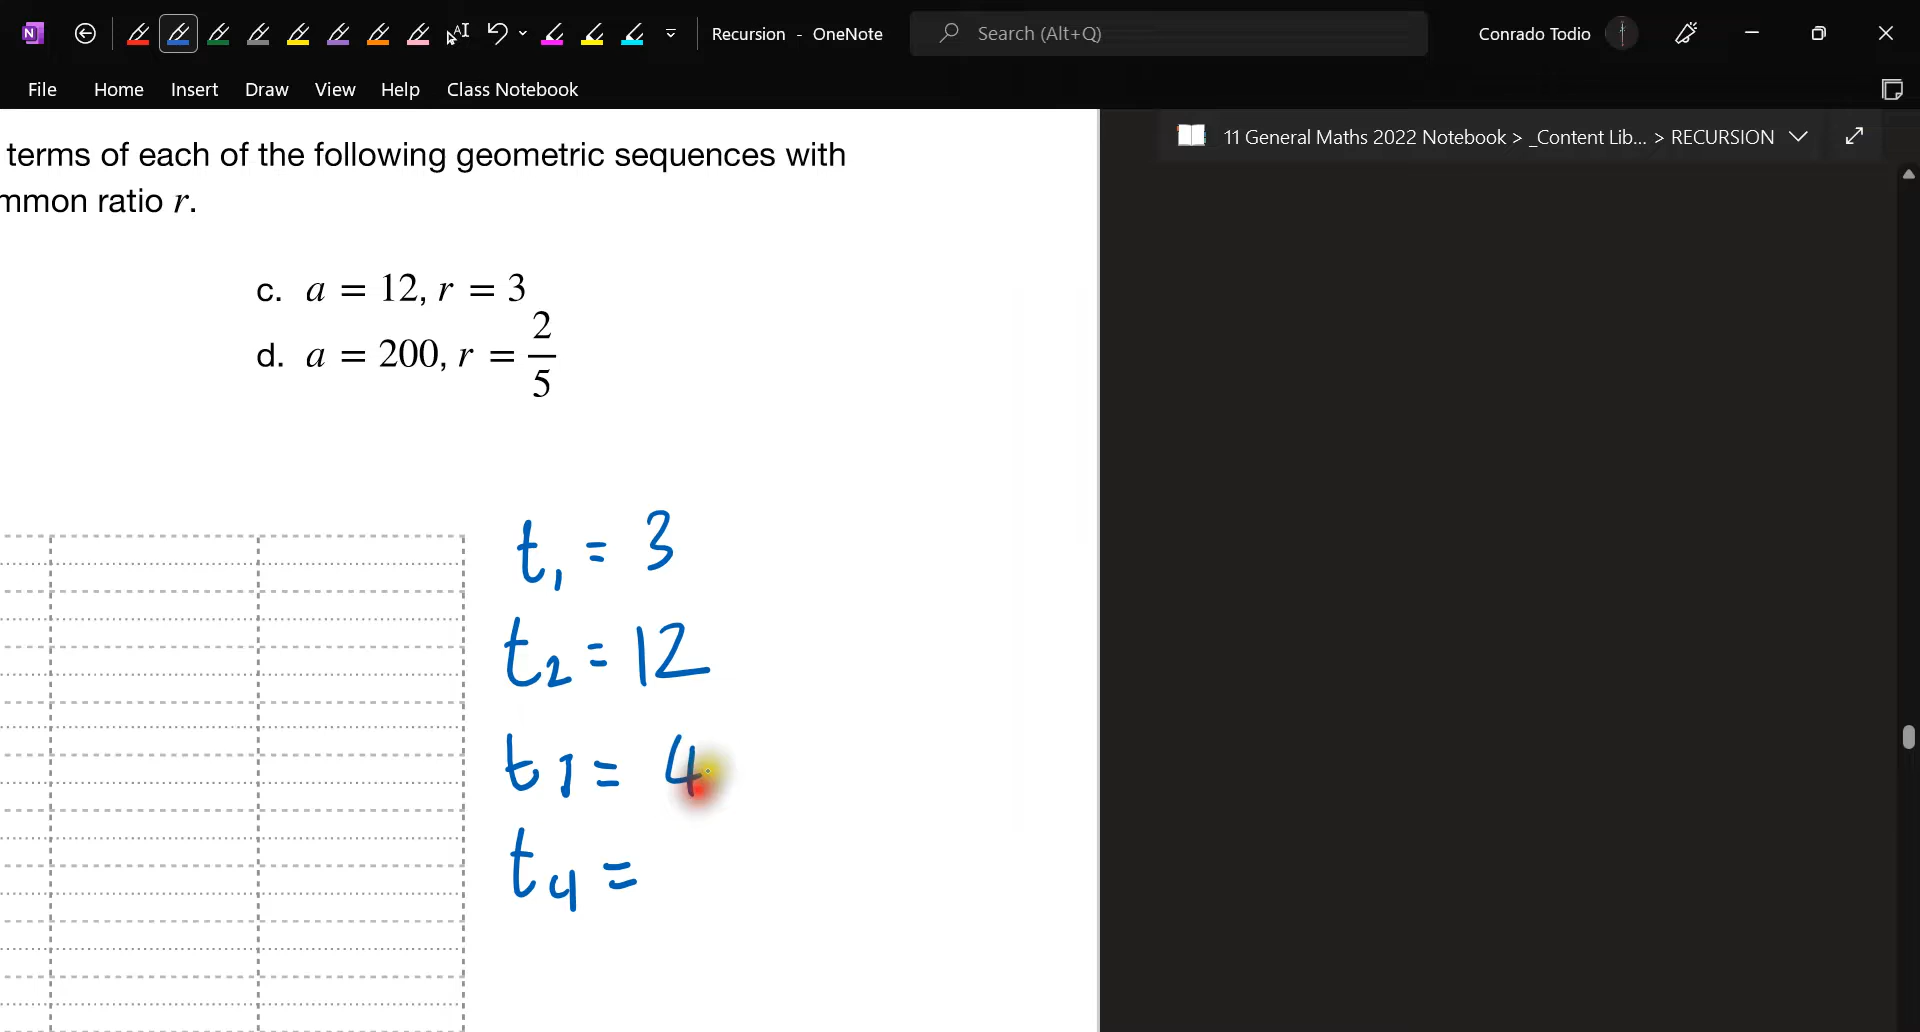 Recursion - OneNote
Search (Alt+Q)
Conrado Todio
File Home Insert Draw View Help Class Notebook
11 General Maths 2022 Notebook > _Content Lib... > RECURSION
terms of each of the following geometric sequences with
mmon ratio r.
c. a = 12, r = 3
d. a = 200, r = 2/5
t₁ = 3
t₂ = 12
t₃ = 4
t₄ =